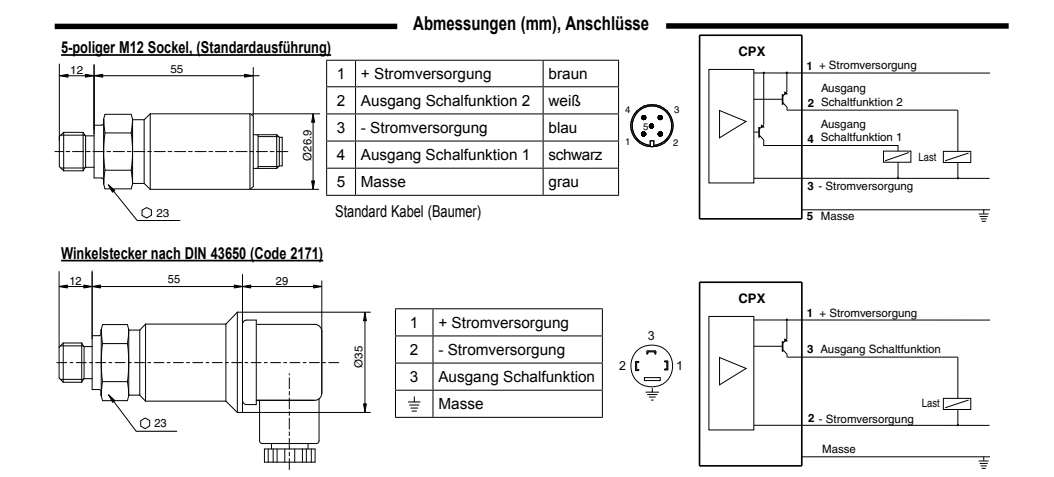 Abmessungen (mm), Anschlüsse
5-poliger M12 Sockel, (Standardausführung)
12
55
Ø26.9
23
1 + Stromversorgung braun
2 Ausgang Schalfunktion 2 weiß
3 - Stromversorgung blau
4 Ausgang Schalfunktion 1 schwarz
5 Masse grau
Standard Kabel (Baumer)
4 3
5
1 2
CPX
1 + Stromversorgung
Ausgang
2 Schaltfunktion 2
Ausgang
4 Schaltfunktion 1
Last
3 - Stromversorgung
5 Masse
Winkelstecker nach DIN 43650 (Code 2171)
12
55
29
Ø35
23
1 + Stromversorgung
2 - Stromversorgung
3 Ausgang Schalfunktion
Masse
3
2 1
CPX
1 + Stromversorgung
3 Ausgang Schaltfunktion
Last
2 - Stromversorgung
Masse